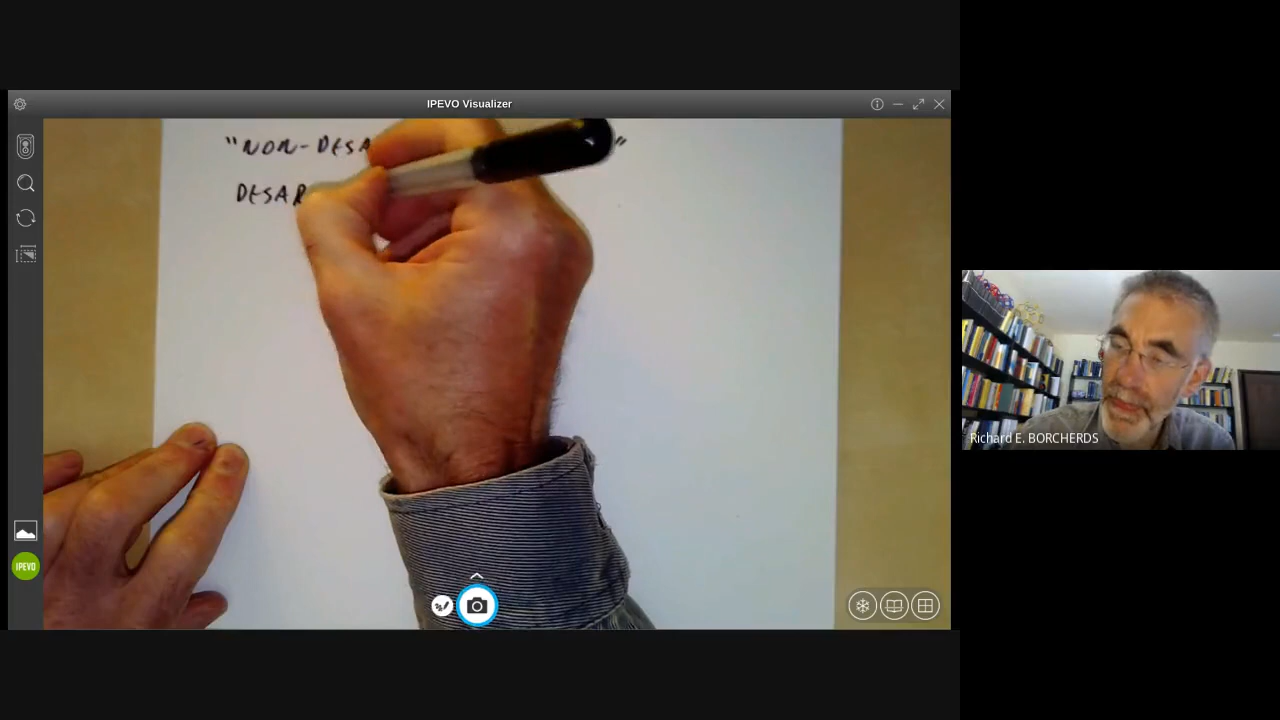 IPEVO Visualizer
"NON-DESA "
DESAR
IPEVO
Richard E. BORCHERDS